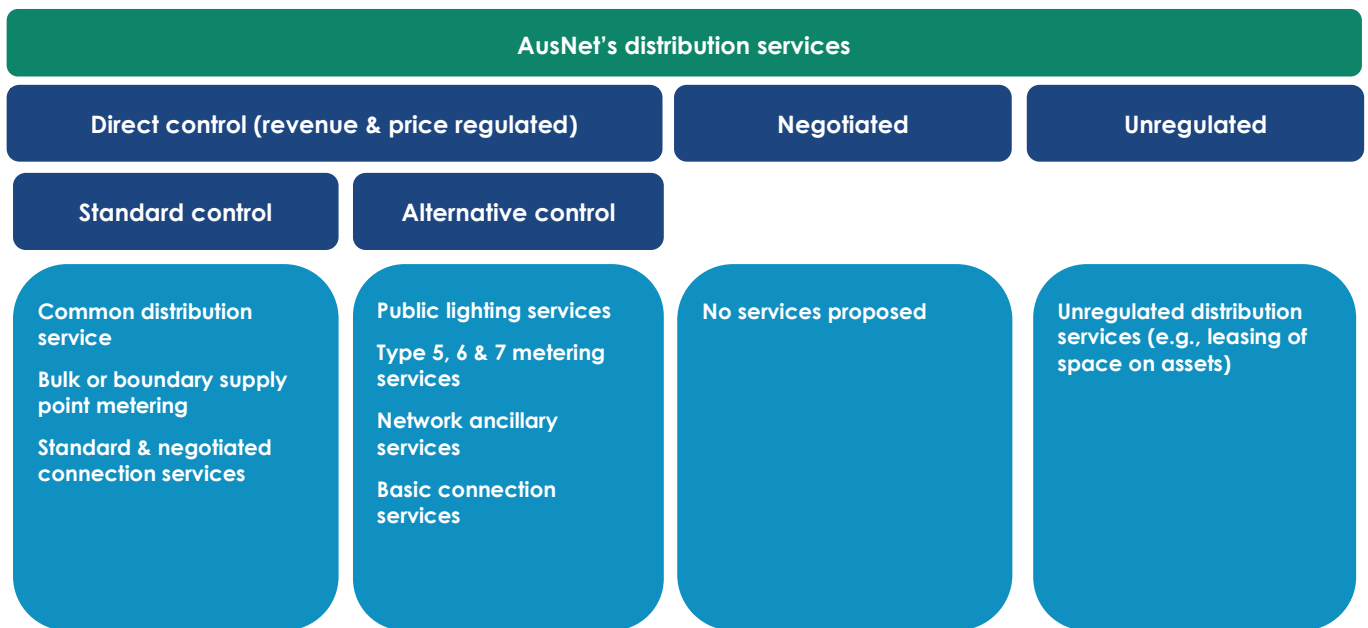 AusNet's distribution services
Direct control (revenue & price regulated)
Negotiated
Unregulated
Standard control
Alternative control
Common distribution
service
Bulk or boundary supply
point metering
Standard & negotiated
connection services
Public lighting services
Type 5, 6 & 7 metering
services
Network ancillary
services
Basic connection
services
No services proposed
Unregulated distribution
services (e.g., leasing of
space on assets)